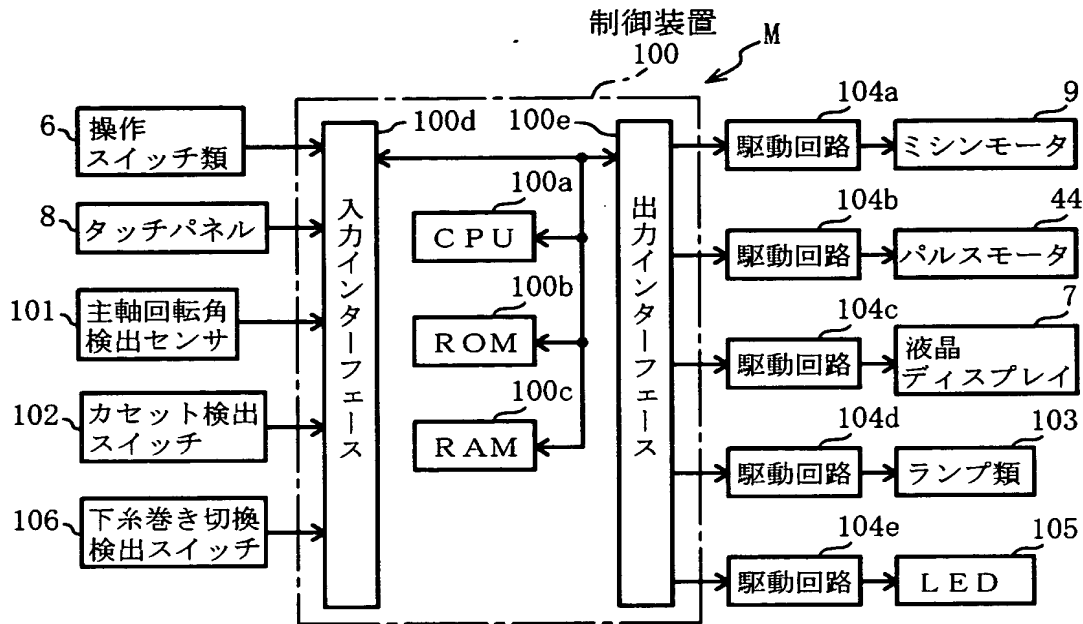 制御装置
100
M
6
操作
スイッチ類
8
タッチパネル
101
主軸回転角
検出センサ
102
カセット検出
スイッチ
106
下糸巻き切換
検出スイッチ
100d
入力インターフェース
100a
CPU
100b
ROM
100c
RAM
100e
出力インターフェース
104a
駆動回路
9
ミシンモータ
104b
駆動回路
44
パルスモータ
104c
駆動回路
7
液晶
ディスプレイ
104d
駆動回路
103
ランプ類
104e
駆動回路
105
LED